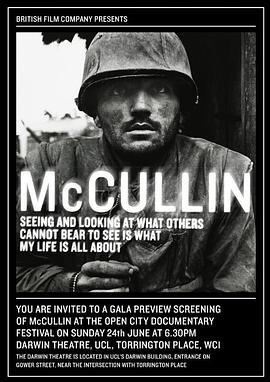 BRITISH FILM COMPANY PRESENTS
McCULLIN
SEEING AND LOOKING AT WHAT OTHERS
CANNOT BEAR TO SEE IS WHAT
MY LIFE IS ALL ABOUT
YOU ARE INVITED TO A GALA PREVIEW SCREENING
OF McCULLIN AT THE OPEN CITY DOCUMENTARY
FESTIVAL ON SUNDAY 24th JUNE AT 6.30PM
DARWIN THEATRE, UCL, TORRINGTON PLACE, WC1
THE DARWIN THEATRE IS LOCATED IN UCL'S DARWIN BUILDING, ENTRANCE ON
GOWER STREET, NEAR THE INTERSECTION WITH TORRINGTON PLACE